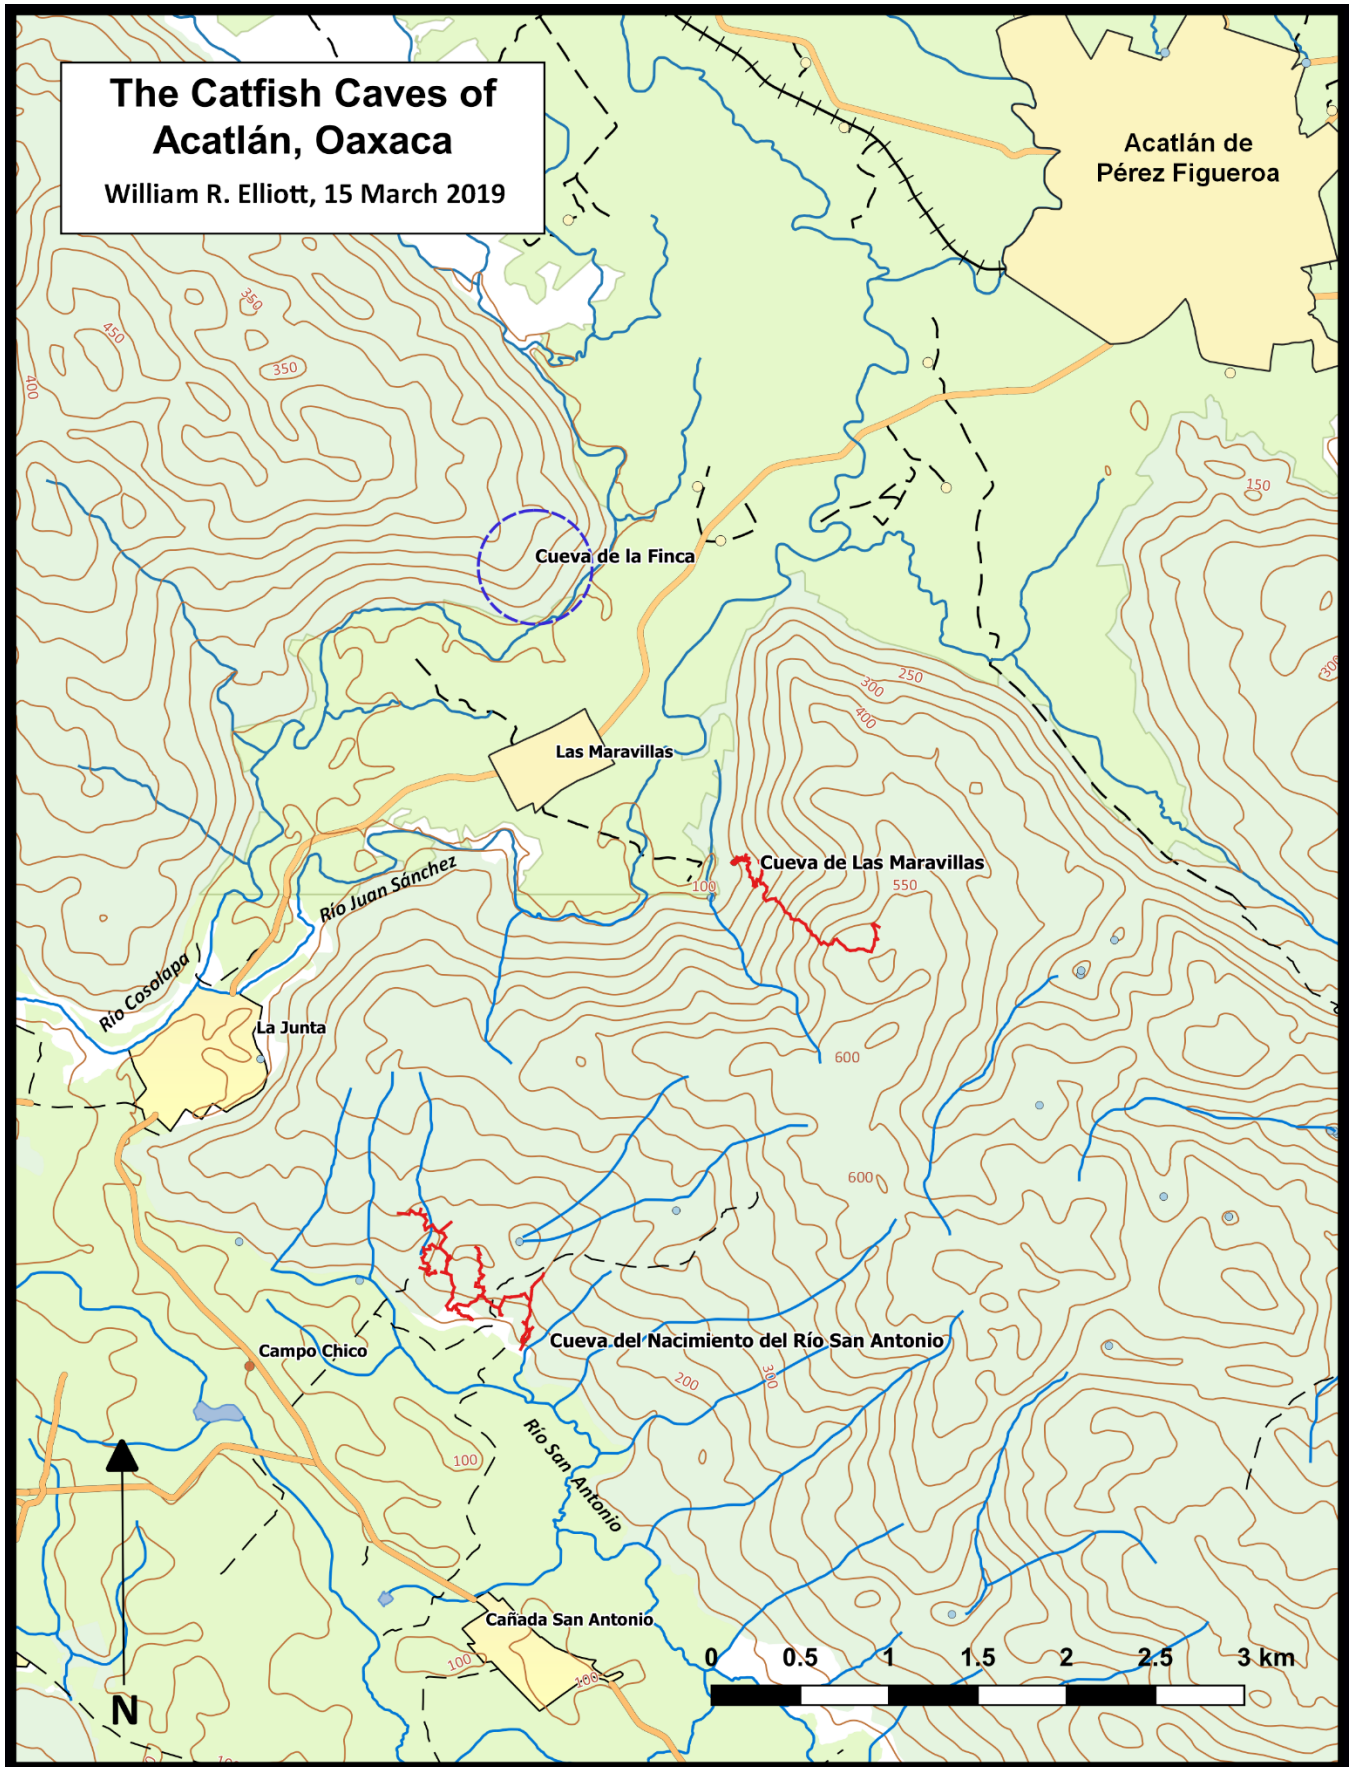 The Catfish Caves of
Acatlán, Oaxaca
William R. Elliott, 15 March 2019
Acatlán de
Pérez Figueroa
350
450
350
400
150
Cueva de la Finca
300
250
300
400
Las Maravillas
Cueva de Las Maravillas
100
550
Río Juan Sánchez
Río Cosolapa
La Junta
600
600
Cueva del Nacimiento del Río San Antonio
Campo Chico
200
300
100
Río San Antonio
Cañada San Antonio
100
100
0 0.5 1 1.5 2 2.5 3 km
N